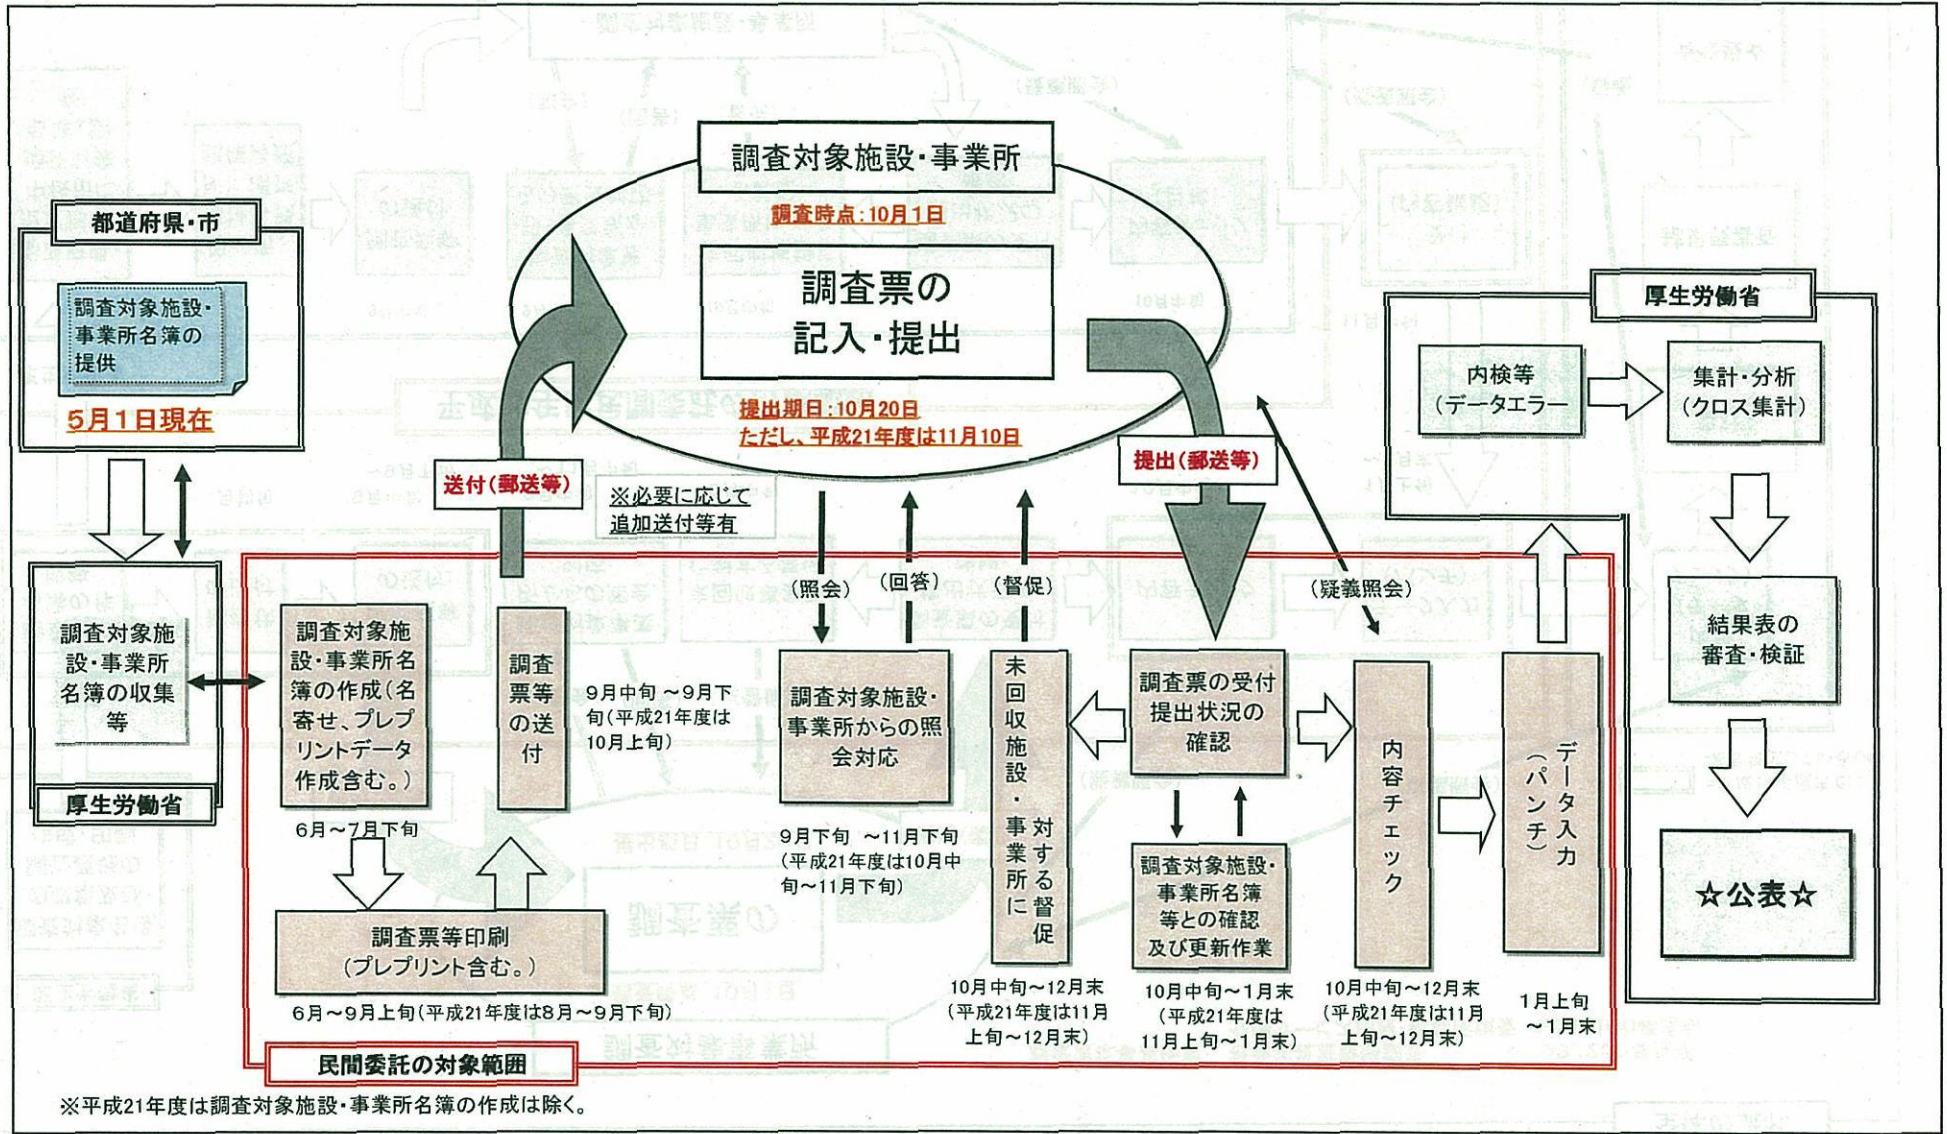 調査対象施設・事業所
調査時点：10月1日
調査票の
記入・提出
提出期日：10月20日
ただし、平成21年度は11月10日
都道府県・市
調査対象施設・
事業所名簿の
提供
5月1日現在
送付(郵送等)
※必要に応じて
追加送付等有
提出(郵送等)
厚生労働省
内検等
(データエラー
集計・分析
(クロス集計)
結果表の
審査・検証
☆公表☆
(照会)
(回答)
(督促)
(疑義照会)
調査対象施
設・事業所
名簿の収集
等
厚生労働省
調査対象施
設・事業所名
簿の作成(名
寄せ、プレプ
リントデータ
作成含む。)
6月～7月下旬
調査
票等
の送
付
9月中旬 ～9月下
旬(平成21年度は
10月上旬)
調査票等印刷
(プレプリント含む。)
6月～9月上旬(平成21年度は8月～9月下旬)
調査対象施設・
事業所からの照
会対応
9月下旬 ～11月下旬
(平成21年度は10月中
旬～11月下旬)
未回収施設・事業所に
対する督促
10月中旬～12月末
(平成21年度は11月
上旬～12月末)
調査票の受付
提出状況の
確認
調査対象施設・
事業所名簿
等との確認
及び更新作業
10月中旬～1月末
(平成21年度は
11月上旬～1月末)
内容チェック
10月中旬～12月末
(平成21年度は11月
上旬～12月末)
データ入力
(パンチ)
1月上旬
～1月末
民間委託の対象範囲
※平成21年度は調査対象施設・事業所名簿の作成は除く。